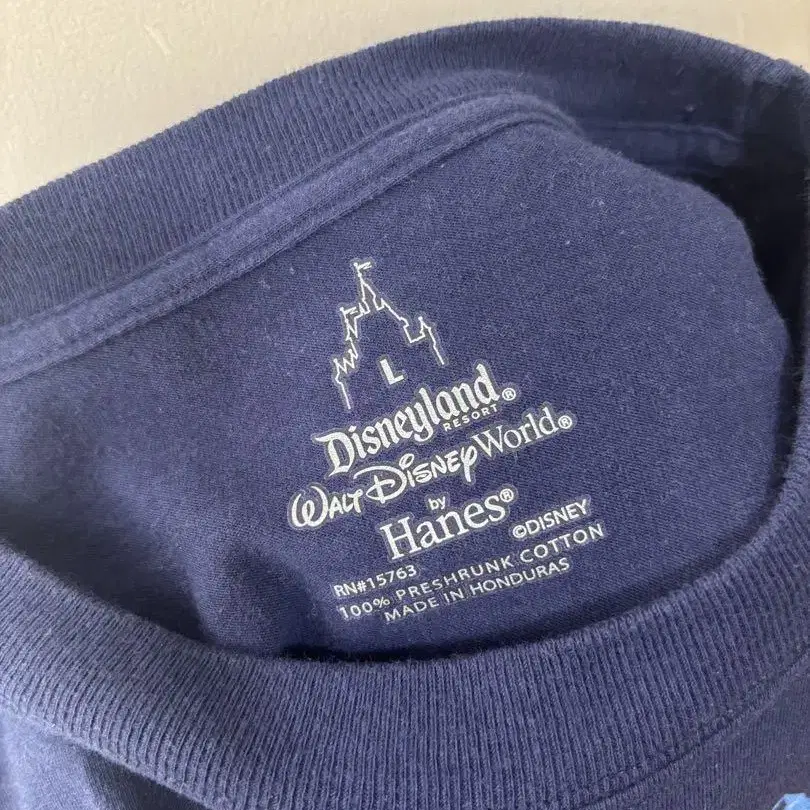 L
Disneyland®
RESORT
WALT DISNEY World®
by
Hanes®
©DISNEY
RN#15763
100% PRESHRUNK COTTON
MADE IN HONDURAS